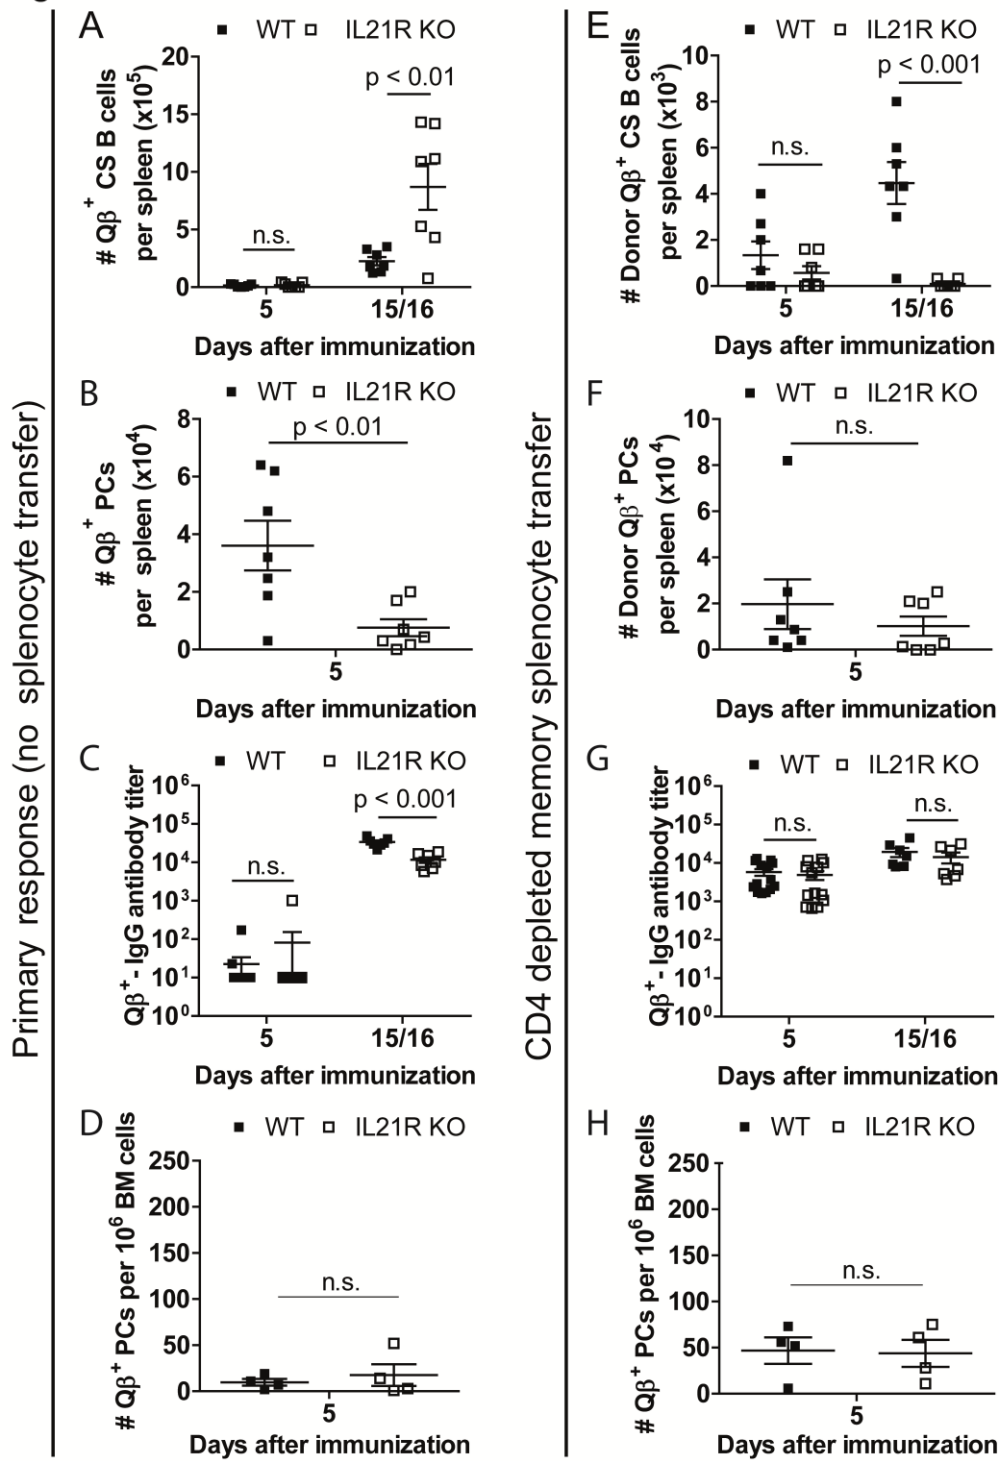 Primary response (no splenocyte transfer)
A
WT IL21R KO
# Qβ+ CS B cells
per spleen (x10^5)
20
15
10
5
0
n.s.
p < 0.01
5 15/16
Days after immunization
B
WT IL21R KO
# Qβ+ PCs
per spleen (x10^4)
8
6
4
2
0
p < 0.01
5
Days after immunization
C
WT IL21R KO
Qβ+- IgG antibody titer
10^6
10^5
10^4
10^3
10^2
10^1
10^0
n.s.
p < 0.001
5 15/16
Days after immunization
D
WT IL21R KO
# Qβ+ PCs per 10^6 BM cells
250
200
150
100
50
0
n.s.
5
Days after immunization
CD4 depleted memory splenocyte transfer
E
WT IL21R KO
# Donor Qβ+ CS B cells
per spleen (x10^3)
10
8
6
4
2
0
n.s.
p < 0.001
5 15/16
Days after immunization
F
WT IL21R KO
# Donor Qβ+ PCs
per spleen (x10^4)
10
8
6
4
2
0
n.s.
5
Days after immunization
G
WT IL21R KO
Qβ+- IgG antibody titer
10^6
10^5
10^4
10^3
10^2
10^1
10^0
n.s.
n.s.
5 15/16
Days after immunization
H
WT IL21R KO
# Qβ+ PCs per 10^6 BM cells
250
200
150
100
50
0
n.s.
5
Days after immunization